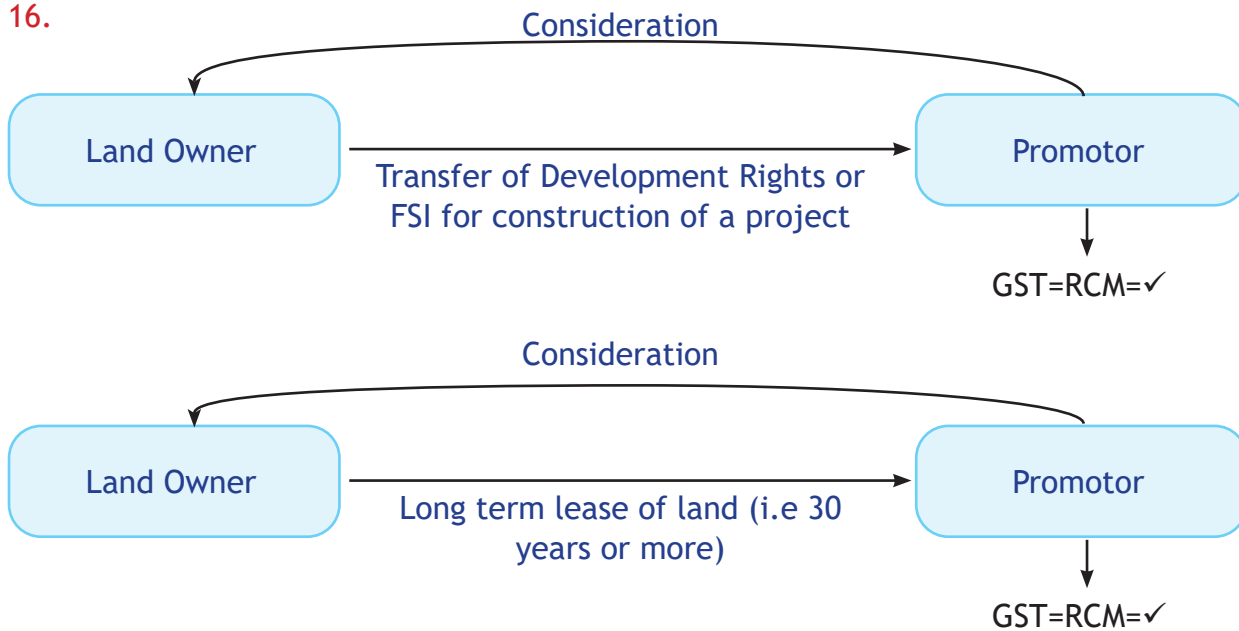 16.
Consideration
Land Owner
Promotor
Transfer of Development Rights or
FSI for construction of a project
GST=RCM=✓
Consideration
Land Owner
Promotor
Long term lease of land (i.e 30
years or more)
GST=RCM=✓